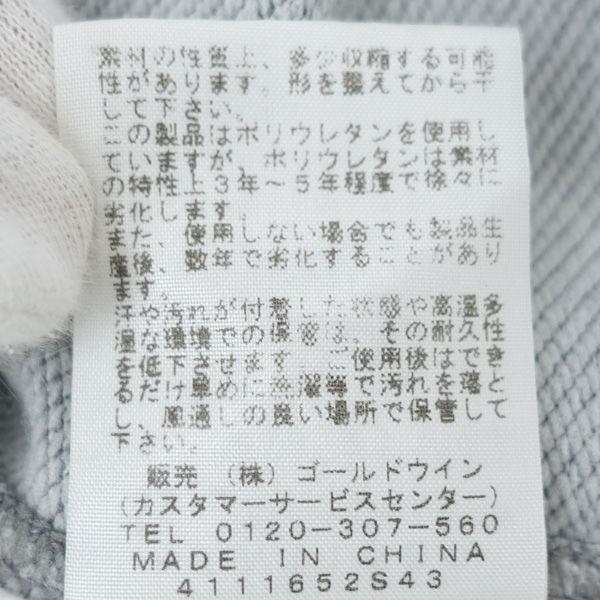 素材の性質上、多少収縮する可能
性があります。形を整えてから干
して下さい。
この製品はポリウレタンを使用し
ていますが、ポリウレタンは素材
の特性上3年～5年程度で徐々に
劣化します。
また、使用しない場合でも製品生
産後、数年で劣化することがあり
ます。
汗や汚れが付着した状態や高温多
湿な環境での保管は、その耐久性
を低下させます。ご使用後はでき
るだけ早めに洗濯等で汚れを落と
し、風通しの良い場所で保管して
下さい。
販売 (株) ゴールドウイン
(カスタマーサービスセンター)
TEL 0120-307-560
MADE IN CHINA
4111652S43